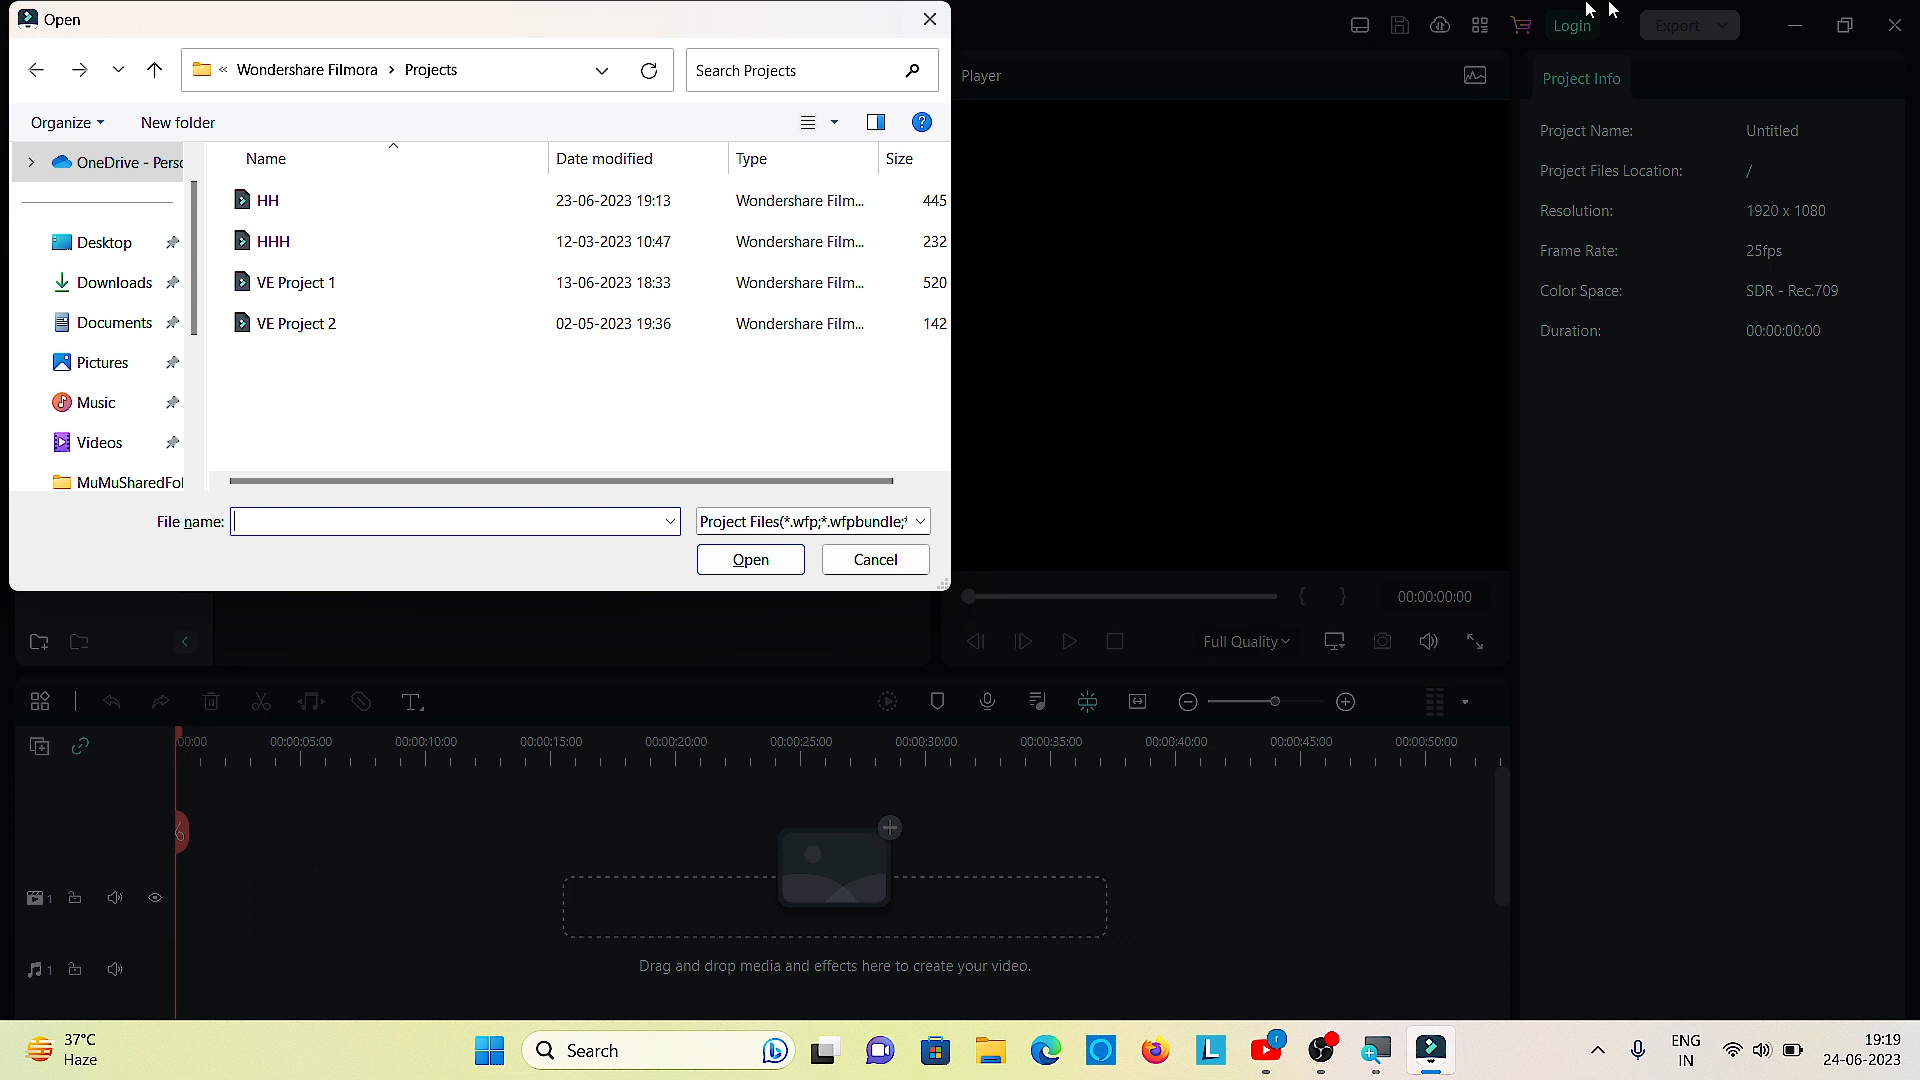 Open
Login
Export
« Wondershare Filmora › Projects
Search Projects
Player
Project Info
Organize
New folder
Project Name: Untitled
Project Files Location: /
Resolution: 1920 x 1080
Frame Rate: 25fps
Color Space: SDR - Rec.709
Duration: 00:00:00:00
OneDrive - Perso
Desktop
Downloads
Documents
Pictures
Music
Videos
MuMuSharedFol
Name Date modified Type Size
HH 23-06-2023 19:13 Wondershare Film... 445
HHH 12-03-2023 10:47 Wondershare Film... 232
VE Project 1 13-06-2023 18:33 Wondershare Film... 520
VE Project 2 02-05-2023 19:36 Wondershare Film... 142
File name:
Project Files(*.wfp;*.wfpbundle;*
Open
Cancel
{ } 00:00:00:00
Full Quality
:00:00 00:00:05:00 00:00:10:00 00:00:15:00 00:00:20:00 00:00:25:00 00:00:30:00 00:00:35:00 00:00:40:00 00:00:45:00 00:00:50:00
1
1
Drag and drop media and effects here to create your video.
37°C
Haze
Search
ENG
IN
19:19
24-06-2023